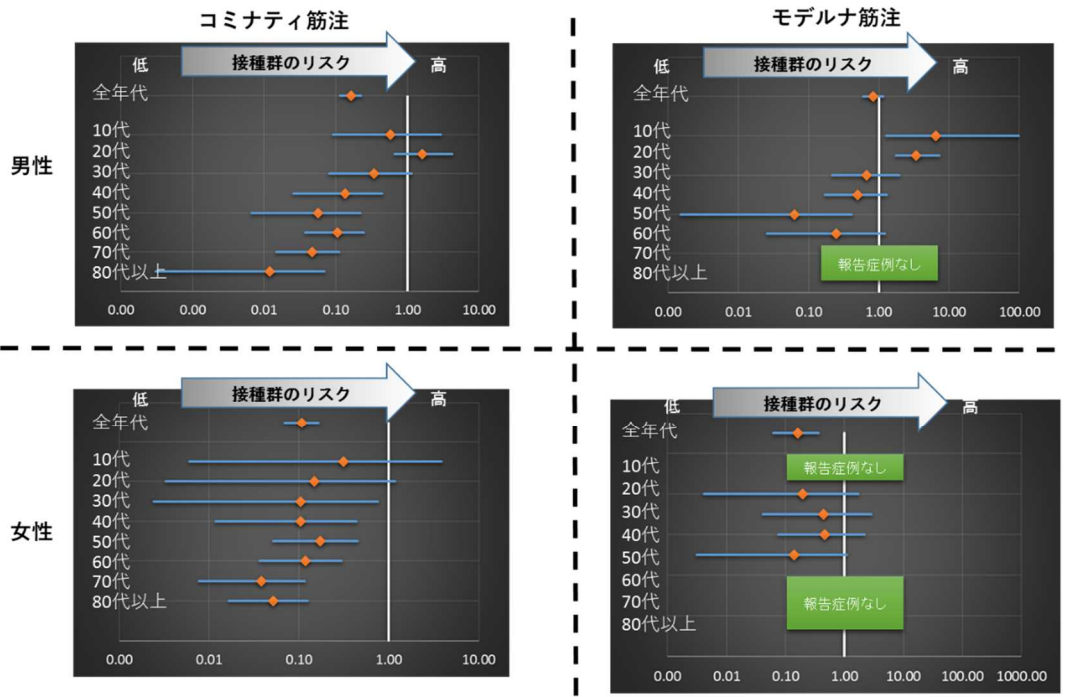 コミナティ筋注
モデルナ筋注
男性
低
接種群のリスク
高
全年代
10代
20代
30代
40代
50代
60代
70代
80代以上
0.00
0.01
0.10
1.00
10.00
低
接種群のリスク
高
全年代
10代
20代
30代
40代
50代
60代
70代
80代以上
報告症例なし
0.00
0.01
0.10
1.00
10.00
100.00
女性
低
接種群のリスク
高
全年代
10代
20代
30代
40代
50代
60代
70代
80代以上
0.00
0.01
0.10
1.00
10.00
低
接種群のリスク
高
全年代
10代
報告症例なし
20代
30代
40代
50代
60代
70代
80代以上
報告症例なし
0.00
0.01
0.10
1.00
10.00
100.00
1000.00